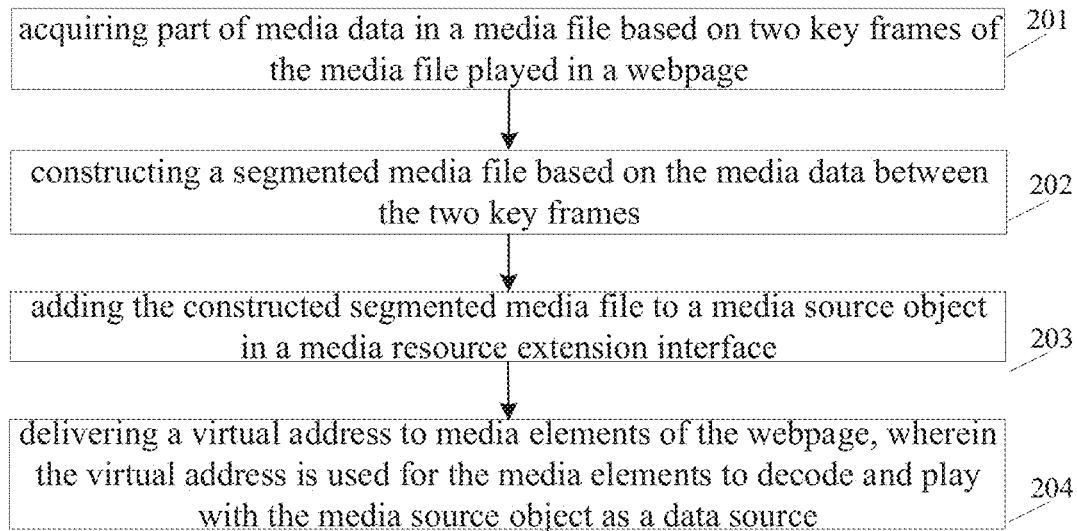 acquiring part of media data in a media file based on two key frames of
the media file played in a webpage
201
constructing a segmented media file based on the media data between
the two key frames
202
adding the constructed segmented media file to a media source object
in a media resource extension interface
203
delivering a virtual address to media elements of the webpage, wherein
the virtual address is used for the media elements to decode and play
with the media source object as a data source
204